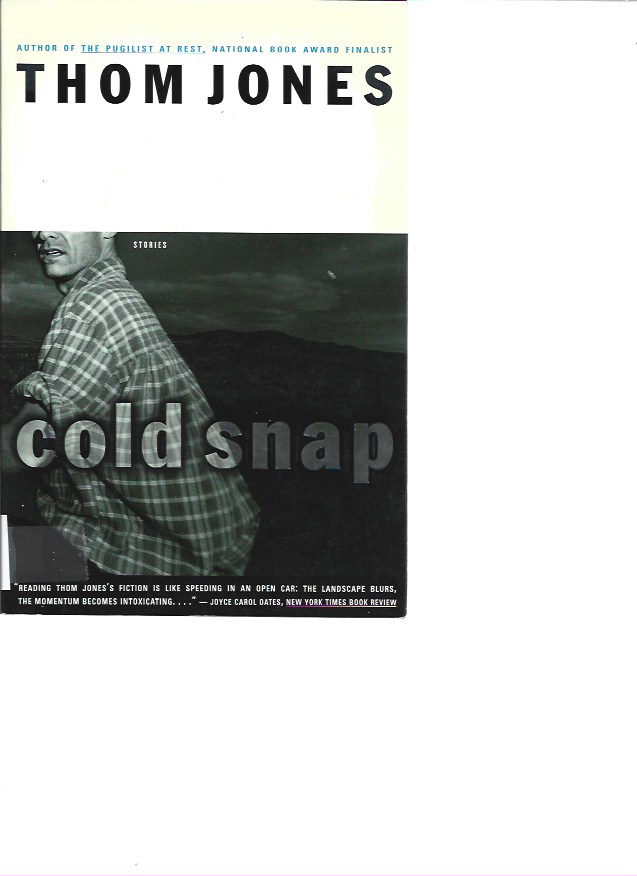 AUTHOR OF THE PUGILIST AT REST, NATIONAL BOOK AWARD FINALIST
THOM JONES
STORIES
cold snap
"READING THOM JONES'S FICTION IS LIKE SPEEDING IN AN OPEN CAR: THE LANDSCAPE BLURS,
THE MOMENTUM BECOMES INTOXICATING. . . ." — JOYCE CAROL OATES, NEW YORK TIMES BOOK REVIEW